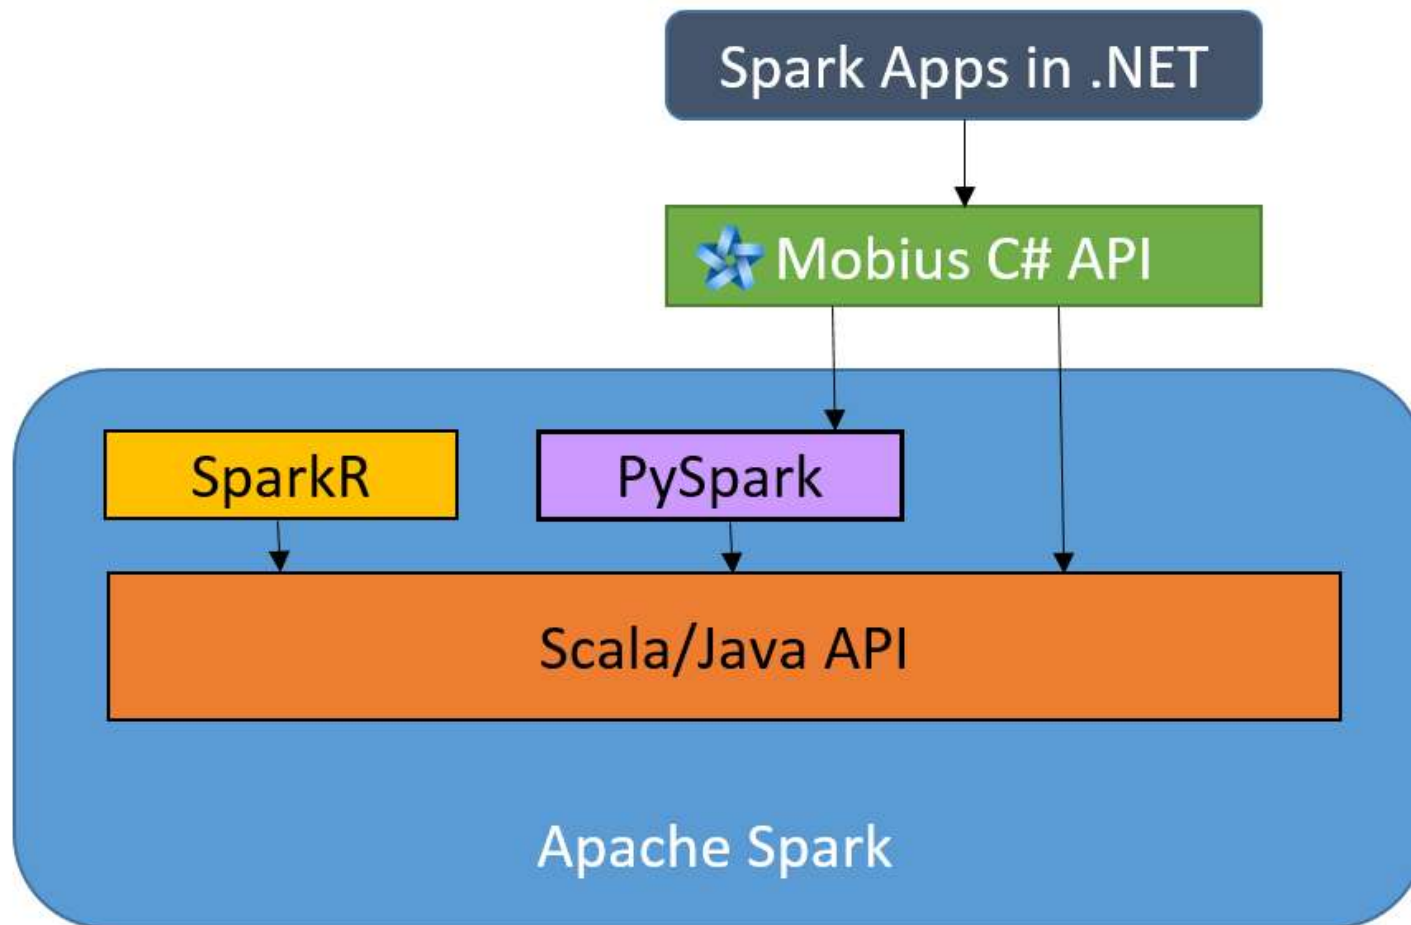 Spark Apps in .NET
Mobius C# API
SparkR
PySpark
Scala/Java API
Apache Spark